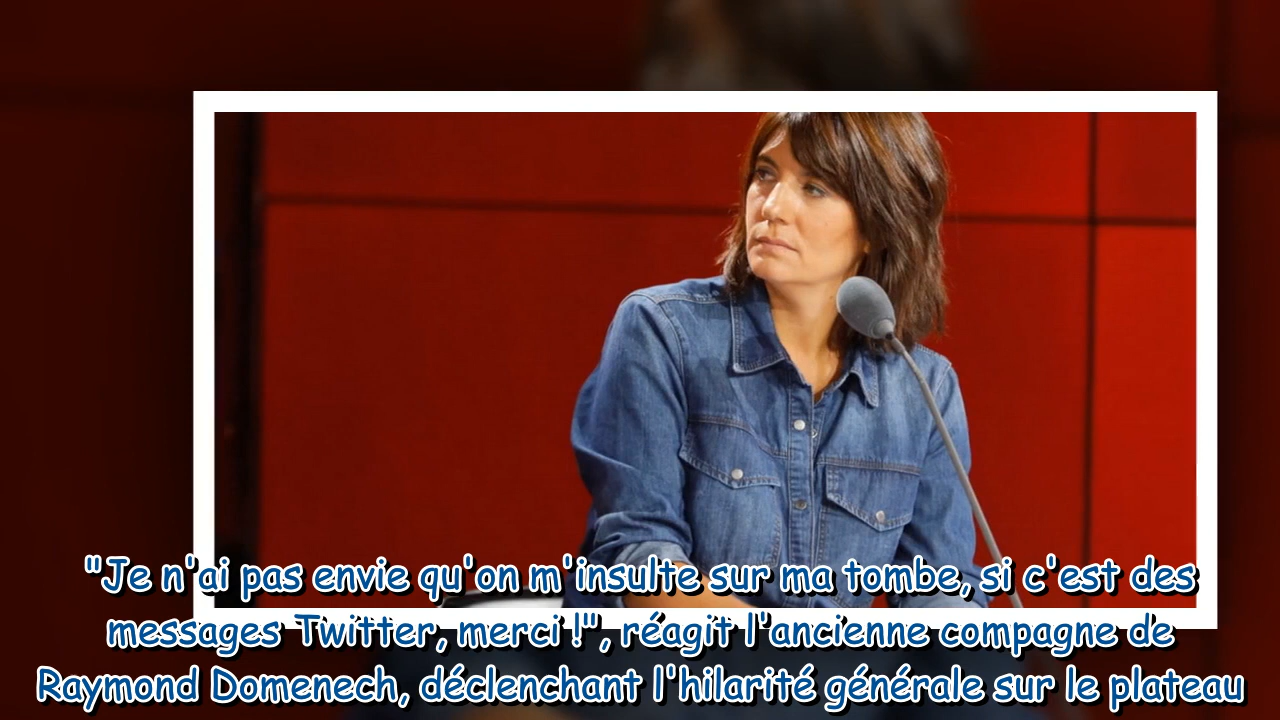 "Je n'ai pas envie qu'on m'insulte sur ma tombe, si c'est des
messages Twitter, merci !", réagit l'ancienne compagne de
Raymond Domenech, déclenchant l'hilarité générale sur le plateau